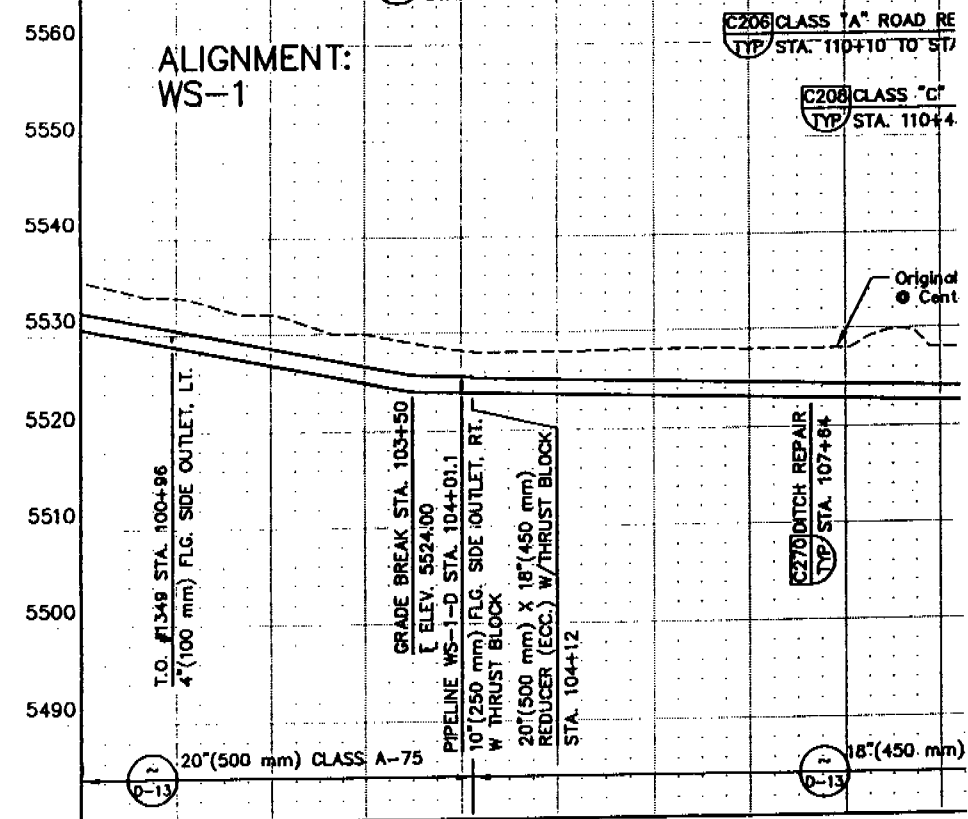 5560
5550
5540
5530
5520
5510
5500
5490
ALIGNMENT:
WS-1
C206 CLASS "A" ROAD RE
TYP STA. 110+10 TO STA
C208 CLASS "C"
TYP STA. 110+4
Original
@ Cent
T.O. #1349 STA. 100+96
4"(100 mm) FLG. SIDE OUTLET, LT.
GRADE BREAK STA. 103+50
ELEV. 5524.00
PIPELINE WS-1-D STA. 104+01.1
10"(250 mm) FLG. SIDE OUTLET, RT.
W THRUST BLOCK
20"(500 mm) X 18"(450 mm)
REDUCER (ECC.) W/THRUST BLOCK
STA. 104+12
C270 DITCH REPAIR
TYP STA. 107+84
~
D-13
20"(500 mm) CLASS A-75
~
D-13
18"(450 mm)